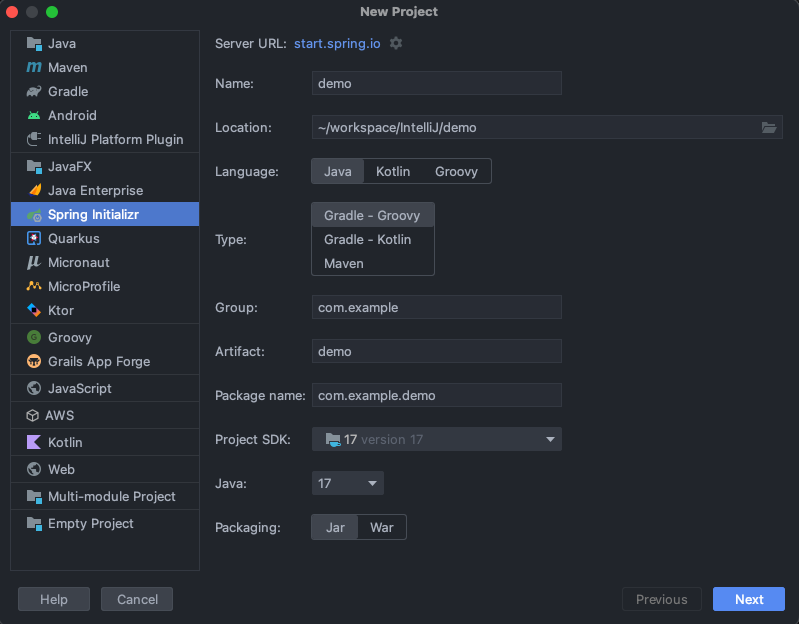 New Project
Java
Maven
Gradle
Android
IntelliJ Platform Plugin
JavaFX
Java Enterprise
Spring Initializr
Quarkus
Micronaut
MicroProfile
Ktor
Groovy
Grails App Forge
JavaScript
AWS
Kotlin
Web
Multi-module Project
Empty Project
Server URL: start.spring.io
Name: demo
Location: ~/workspace/IntelliJ/demo
Language: Java Kotlin Groovy
Type: Gradle - Groovy
Gradle - Kotlin
Maven
Group: com.example
Artifact: demo
Package name: com.example.demo
Project SDK: 17 version 17
Java: 17
Packaging: Jar War
Help Cancel Previous Next